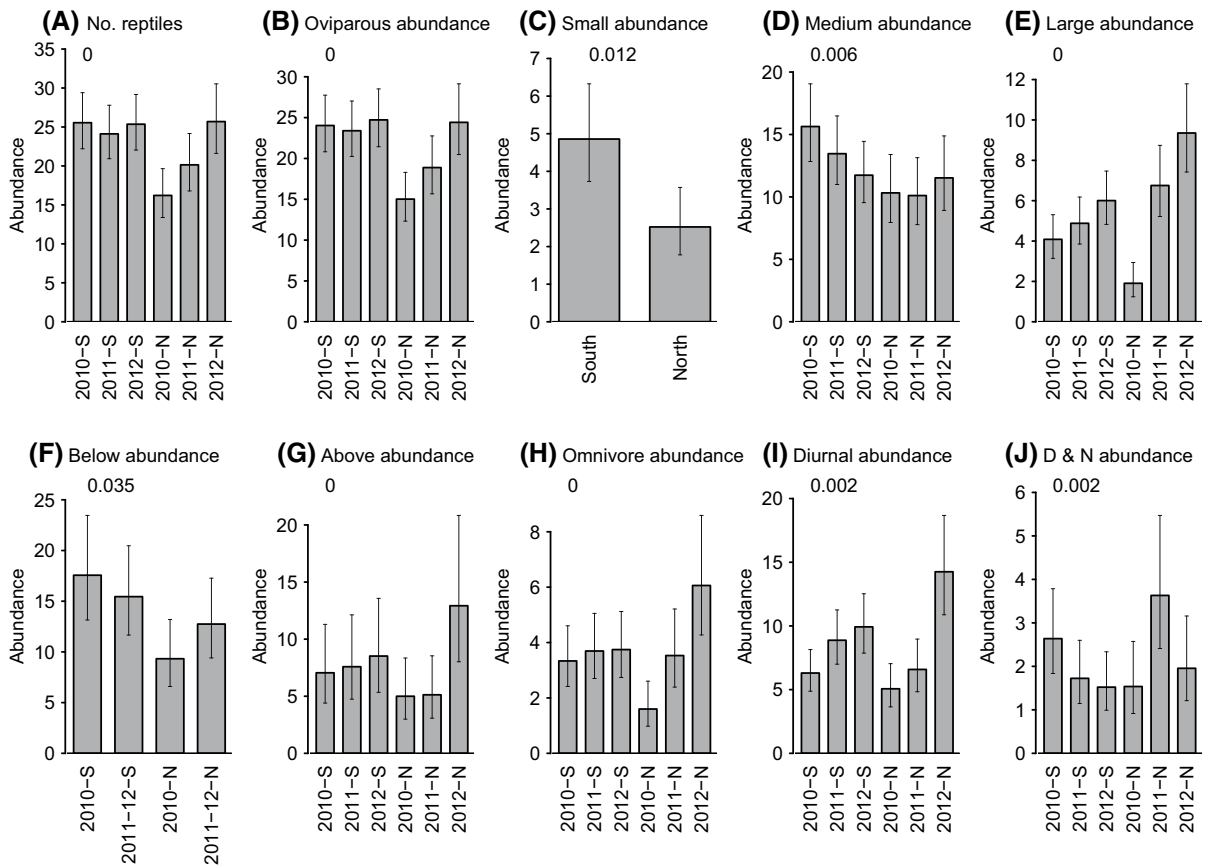 (A) No. reptiles
0
35
30
25
20
15
10
5
0
Abundance
2010–S
2011–S
2012–S
2010–N
2011–N
2012–N
(B) Oviparous abundance
0
30
25
20
15
10
5
0
Abundance
2010–S
2011–S
2012–S
2010–N
2011–N
2012–N
(C) Small abundance
0.012
7
6
5
4
3
2
1
0
Abundance
South
North
(D) Medium abundance
0.006
20
15
10
5
0
Abundance
2010–S
2011–S
2012–S
2010–N
2011–N
2012–N
(E) Large abundance
0
12
10
8
6
4
2
0
Abundance
2010–S
2011–S
2012–S
2010–N
2011–N
2012–N
(F) Below abundance
0.035
25
20
15
10
5
0
Abundance
2010–S
2011–12–S
2010–N
2011–12–N
(G) Above abundance
0
20
15
10
5
0
Abundance
2010–S
2011–S
2012–S
2010–N
2011–N
2012–N
(H) Omnivore abundance
0
8
6
4
2
0
Abundance
2010–S
2011–S
2012–S
2010–N
2011–N
2012–N
(I) Diurnal abundance
0.002
20
15
10
5
0
Abundance
2010–S
2011–S
2012–S
2010–N
2011–N
2012–N
(J) D & N abundance
0.002
6
5
4
3
2
1
0
Abundance
2010–S
2011–S
2012–S
2010–N
2011–N
2012–N